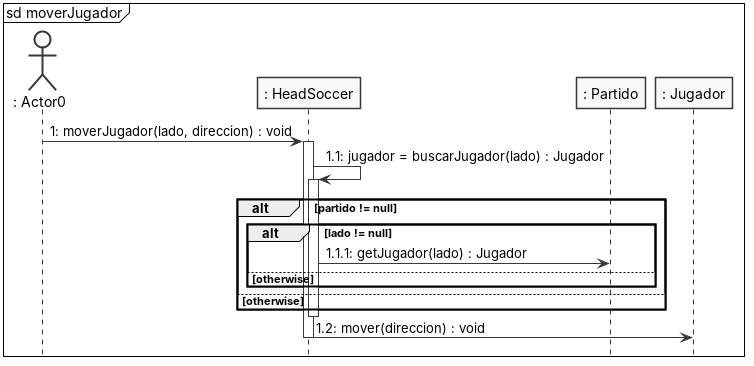 sd moverJugador
: Actor0
: HeadSoccer
: Partido
: Jugador
1: moverJugador(lado, direccion) : void
1.1: jugador = buscarJugador(lado) : Jugador
alt [partido != null]
alt [lado != null]
1.1.1: getJugador(lado) : Jugador
[otherwise]
[otherwise]
1.2: mover(direccion) : void